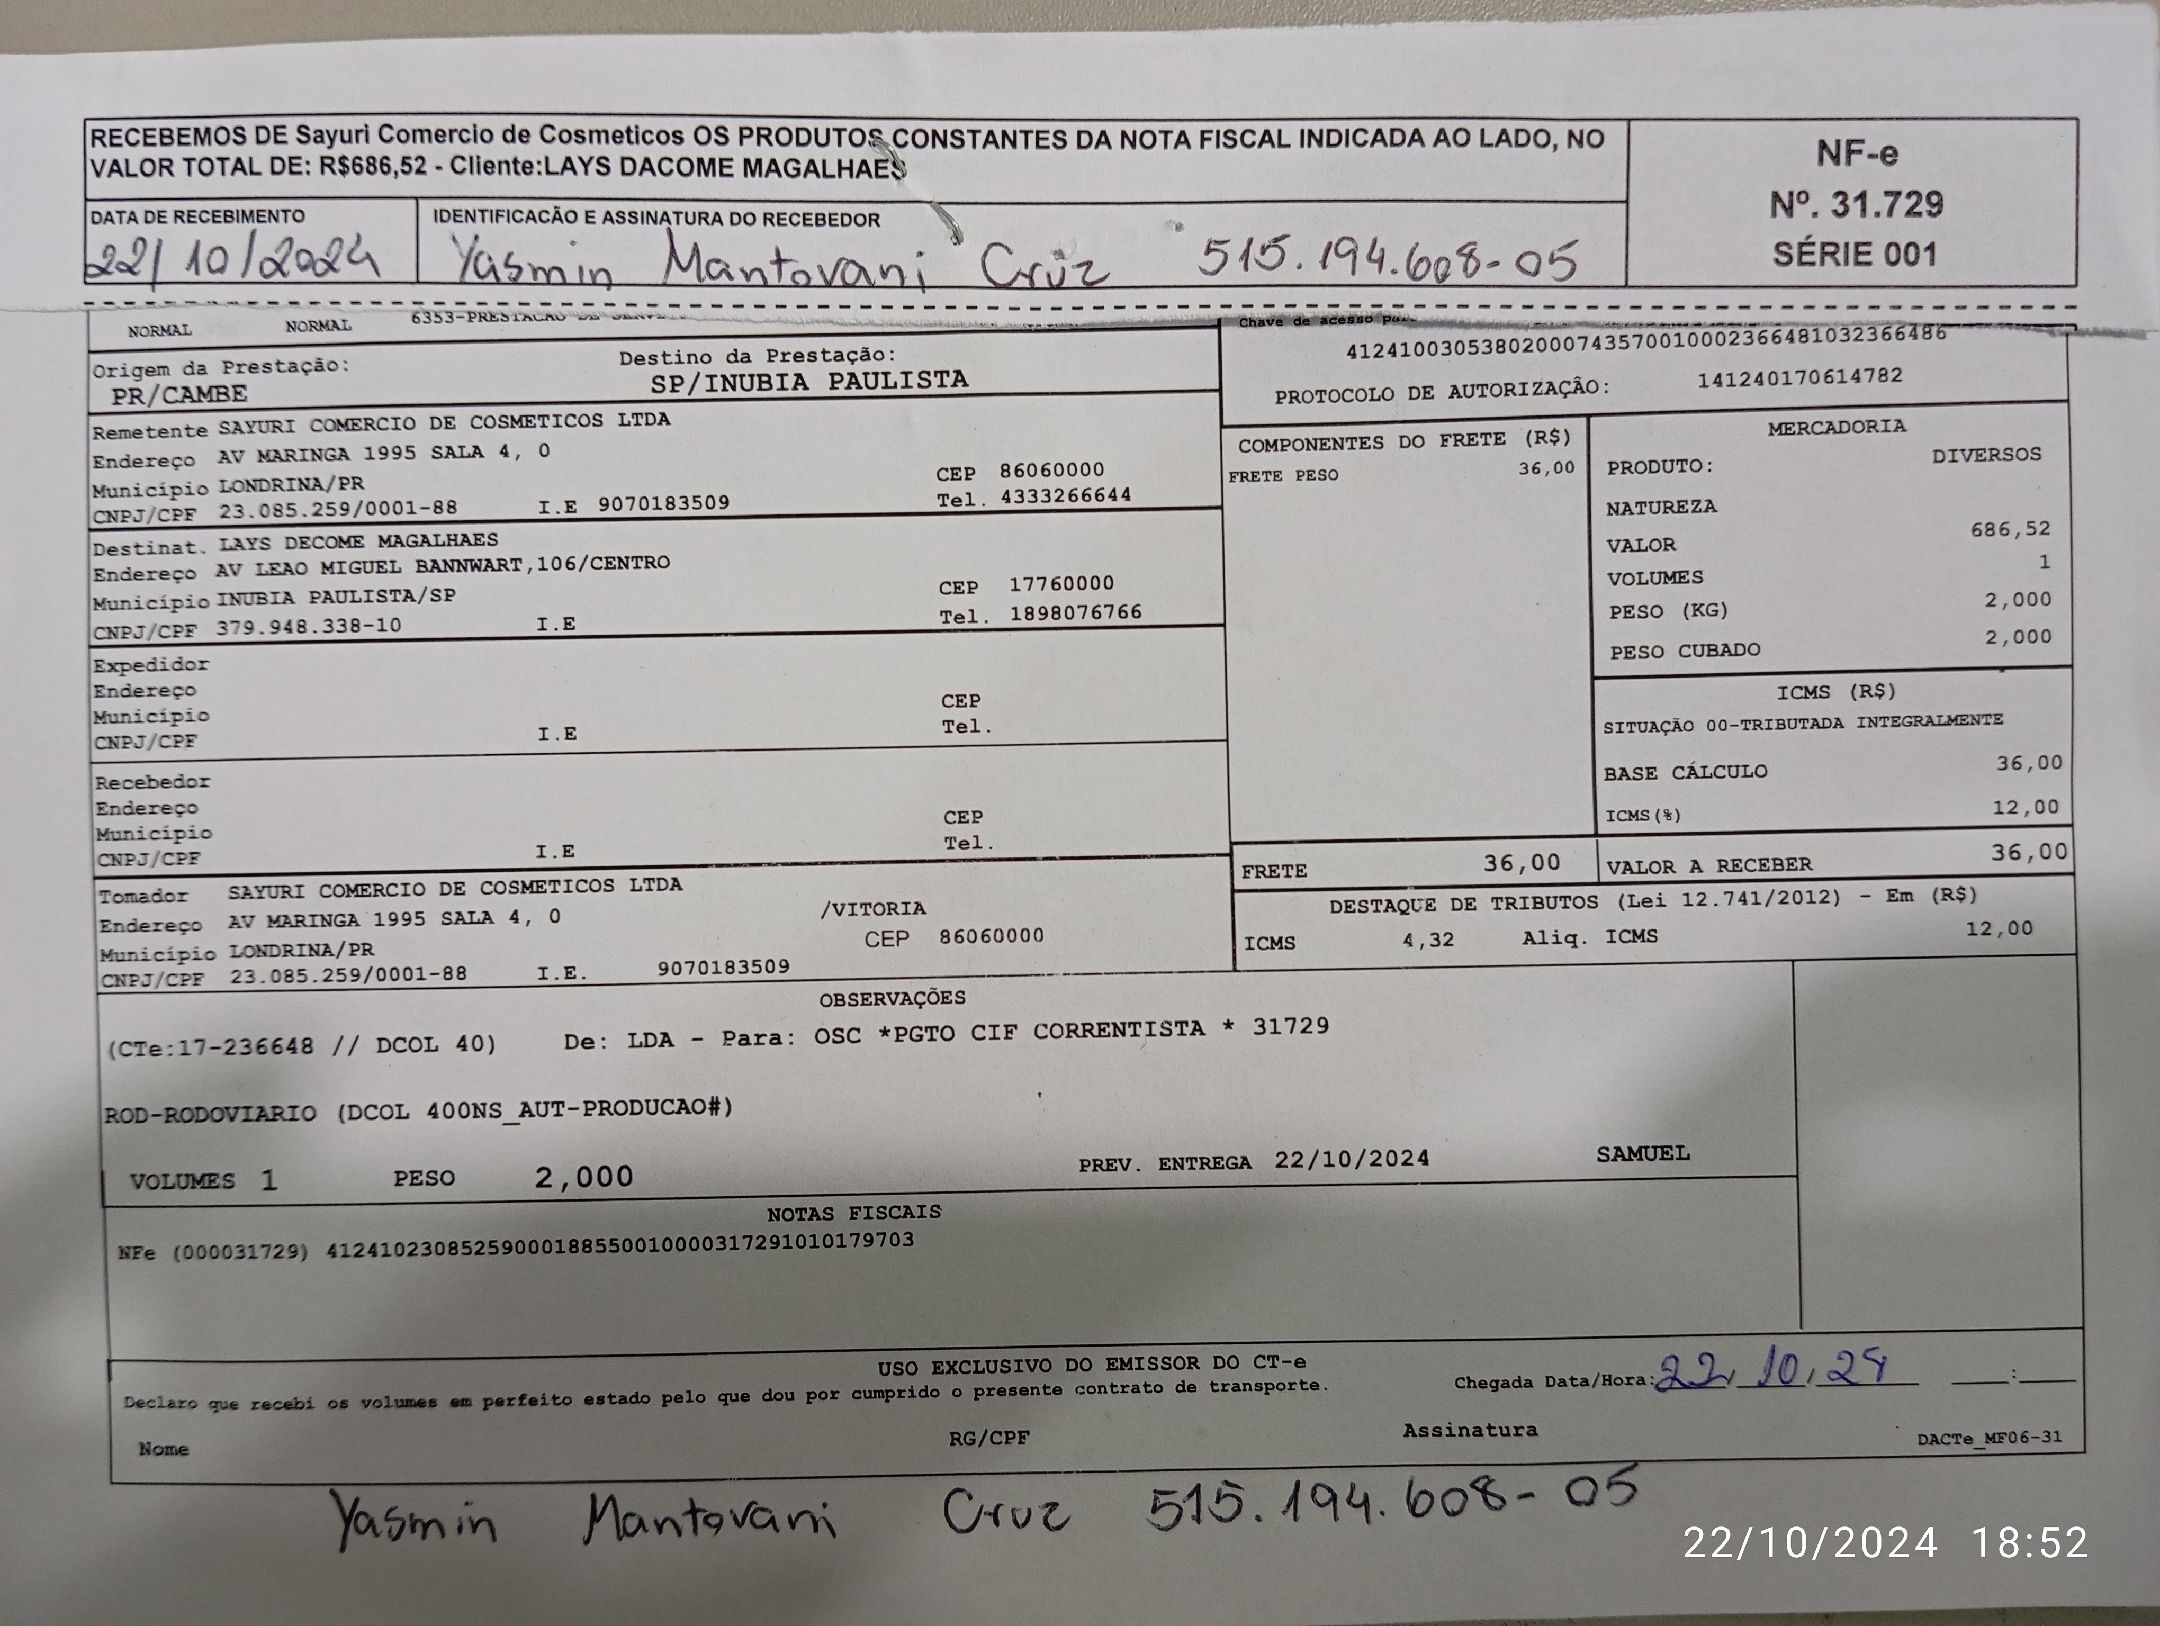 RECEBEMOS DE Sayuri Comercio de Cosmeticos OS PRODUTOS CONSTANTES DA NOTA FISCAL INDICADA AO LADO, NO
VALOR TOTAL DE: R$686,52 - Cliente:LAYS DACOME MAGALHAES
NF-e
Nº. 31.729
SÉRIE 001
DATA DE RECEBIMENTO
22/10/2024
IDENTIFICACÃO E ASSINATURA DO RECEBEDOR
Yasmin Mantovani Cruz 515.194.608-05
NORMAL NORMAL 6353-PRESTACAO DE
Chave de acesso
41241003053802000743570010002366481032366486
Origem da Prestação:
PR/CAMBE
Destino da Prestação:
SP/INUBIA PAULISTA
PROTOCOLO DE AUTORIZAÇÃO: 141240170614782
Remetente SAYURI COMERCIO DE COSMETICOS LTDA
Endereço AV MARINGA 1995 SALA 4, 0
Município LONDRINA/PR CEP 86060000
CNPJ/CPF 23.085.259/0001-88 I.E 9070183509 Tel. 4333266644
Destinat. LAYS DECOME MAGALHAES
Endereço AV LEAO MIGUEL BANNWART,106/CENTRO
Município INUBIA PAULISTA/SP CEP 17760000
CNPJ/CPF 379.948.338-10 I.E Tel. 1898076766
Expedidor
Endereço
Município CEP
CNPJ/CPF I.E Tel.
Recebedor
Endereço
Município CEP
CNPJ/CPF I.E Tel.
Tomador SAYURI COMERCIO DE COSMETICOS LTDA
Endereço AV MARINGA 1995 SALA 4, 0 /VITORIA
Município LONDRINA/PR CEP 86060000
CNPJ/CPF 23.085.259/0001-88 I.E. 9070183509
COMPONENTES DO FRETE (R$)
FRETE PESO 36,00
MERCADORIA
PRODUTO: DIVERSOS
NATUREZA
VALOR 686,52
VOLUMES 1
PESO (KG) 2,000
PESO CUBADO 2,000
ICMS (R$)
SITUAÇÃO 00-TRIBUTADA INTEGRALMENTE
BASE CÁLCULO 36,00
ICMS(%) 12,00
FRETE 36,00 VALOR A RECEBER 36,00
DESTAQUE DE TRIBUTOS (Lei 12.741/2012) - Em (R$)
ICMS 4,32 Aliq. ICMS 12,00
OBSERVAÇÕES
(CTe:17-236648 // DCOL 40) De: LDA - Para: OSC *PGTO CIF CORRENTISTA * 31729
ROD-RODOVIARIO (DCOL 400NS_AUT-PRODUCAO#)
VOLUMES 1 PESO 2,000 PREV. ENTREGA 22/10/2024 SAMUEL
NOTAS FISCAIS
NFe (000031729) 41241023085259000188550010000317291010179703
USO EXCLUSIVO DO EMISSOR DO CT-e
Declaro que recebi os volumes em perfeito estado pelo que dou por cumprido o presente contrato de transporte.
Chegada Data/Hora: 22, 10, 24 :
Nome RG/CPF Assinatura DACTe_MF06-31
Yasmin Mantovani Cruz 515.194.608-05
22/10/2024 18:52